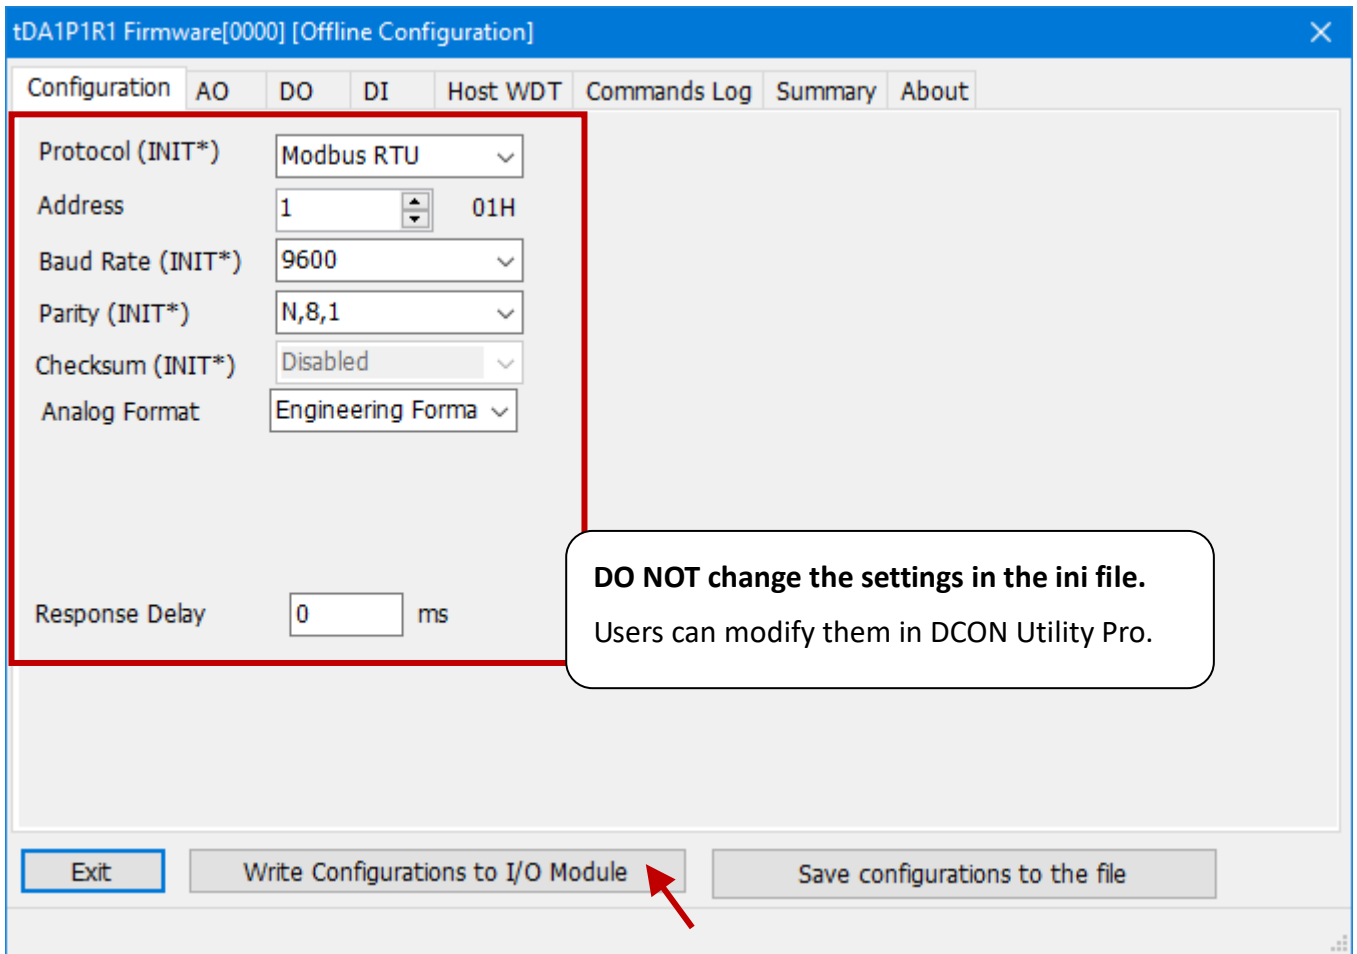 tDA1P1R1 Firmware[0000] [Offline Configuration]
Configuration AO DO DI Host WDT Commands Log Summary About
Protocol (INIT*) Modbus RTU
Address 1 01H
Baud Rate (INIT*) 9600
Parity (INIT*) N,8,1
Checksum (INIT*) Disabled
Analog Format Engineering Forma
DO NOT change the settings in the ini file.
Users can modify them in DCON Utility Pro.
Response Delay 0 ms
Exit Write Configurations to I/O Module Save configurations to the file